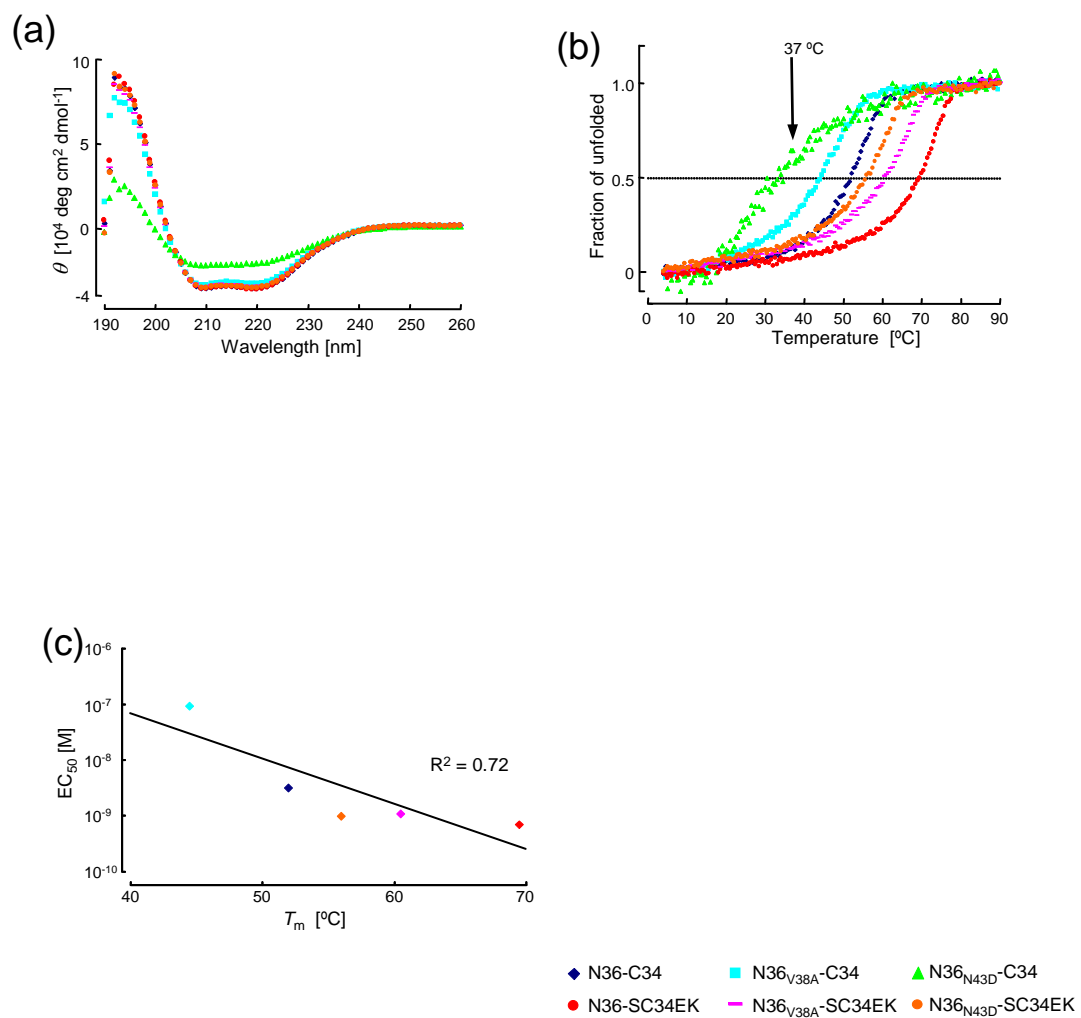 (a)
θ [10⁴ deg cm² dmol⁻¹]
10
5
0
-4
190 200 210 220 230 240 250 260
Wavelength [nm]
(b)
37 ºC
Fraction of unfolded
1.0
0.5
0
0 10 20 30 40 50 60 70 80 90
Temperature [ºC]
(c)
EC₅₀ [M]
10⁻⁶
10⁻⁷
10⁻⁸
10⁻⁹
10⁻¹⁰
R² = 0.72
40 50 60 70
Tₘ [ºC]
N36-C34 N36V38A-C34 N36N43D-C34
N36-SC34EK N36V38A-SC34EK N36N43D-SC34EK